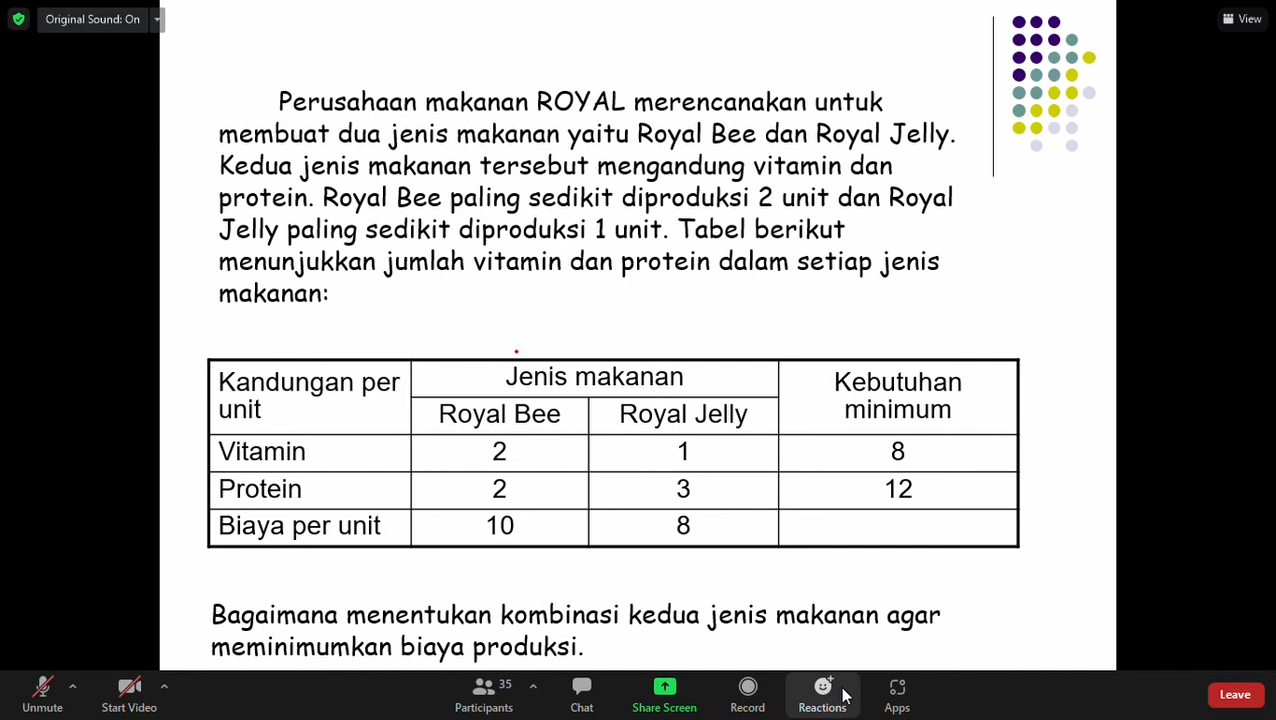 Original Sound: On
View
Perusahaan makanan ROYAL merencanakan untuk
membuat dua jenis makanan yaitu Royal Bee dan Royal Jelly.
Kedua jenis makanan tersebut mengandung vitamin dan
protein. Royal Bee paling sedikit diproduksi 2 unit dan Royal
Jelly paling sedikit diproduksi 1 unit. Tabel berikut
menunjukkan jumlah vitamin dan protein dalam setiap jenis
makanan:
Kandungan per
unit
Jenis makanan
Kebutuhan
minimum
Royal Bee Royal Jelly
Vitamin 2 1 8
Protein 2 3 12
Biaya per unit 10 8
Bagaimana menentukan kombinasi kedua jenis makanan agar
meminimumkan biaya produksi.
35
Unmute Start Video Participants Chat Share Screen Record Reactions Apps Leave